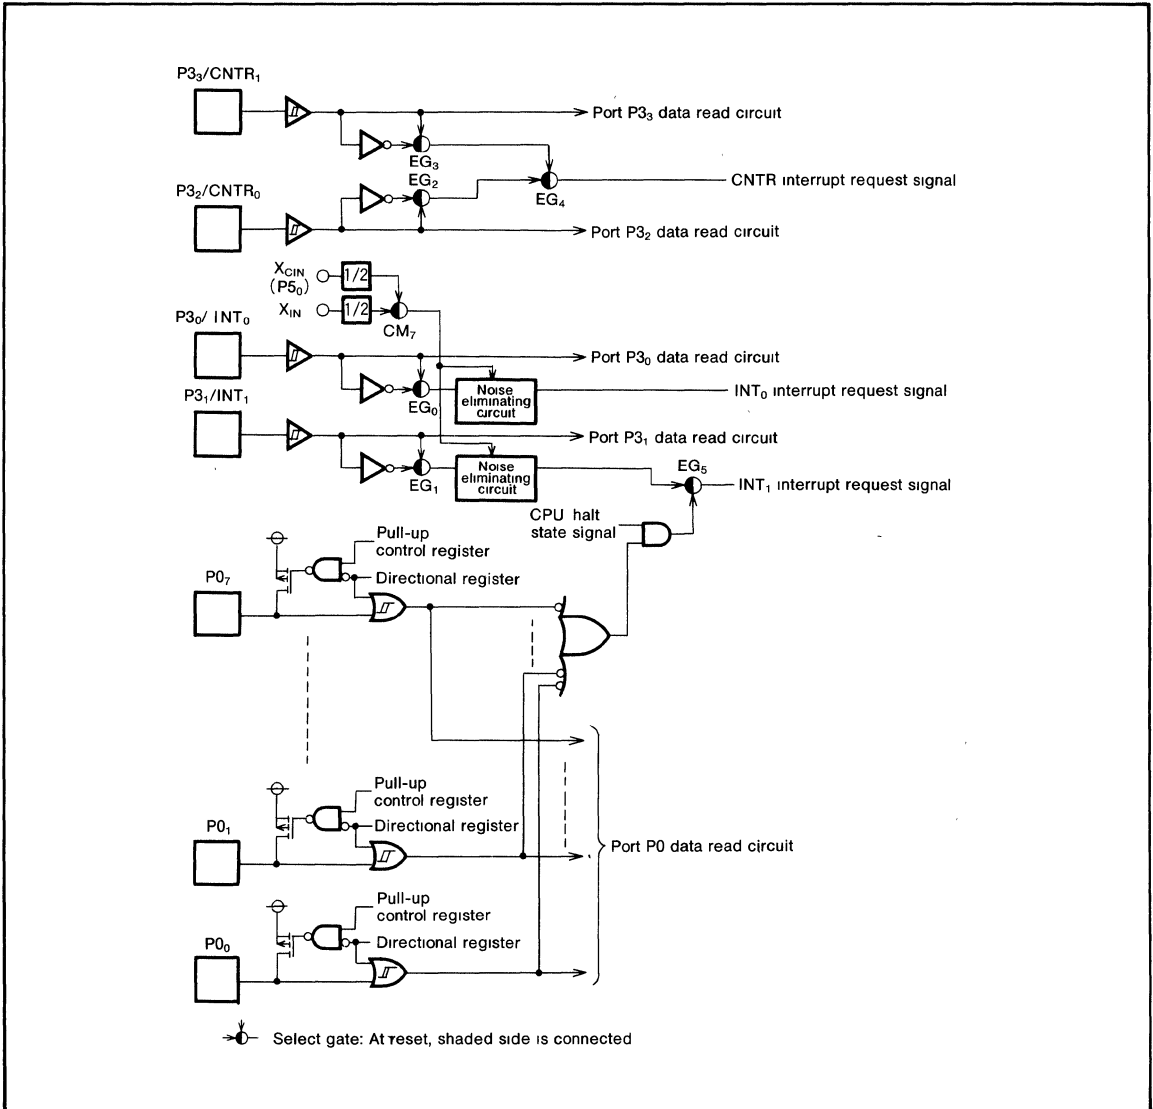 P3₃/CNTR₁
Port P3₃ data read circuit
EG₃
EG₂
CNTR interrupt request signal
P3₂/CNTR₀
EG₄
Port P3₂ data read circuit
X_CIN
(P5₀)
1/2
X_IN
1/2
CM₇
P3₀/ INT₀
Port P3₀ data read circuit
Noise
eliminating
circuit
INT₀ interrupt request signal
EG₀
P3₁/INT₁
Port P3₁ data read circuit
Noise
eliminating
circuit
EG₅
EG₁
INT₁ interrupt request signal
CPU halt
state signal
Pull-up
control register
Directional register
P0₇
Pull-up
control register
Directional register
P0₁
Port P0 data read circuit
Pull-up
control register
Directional register
P0₀
Select gate: At reset, shaded side is connected